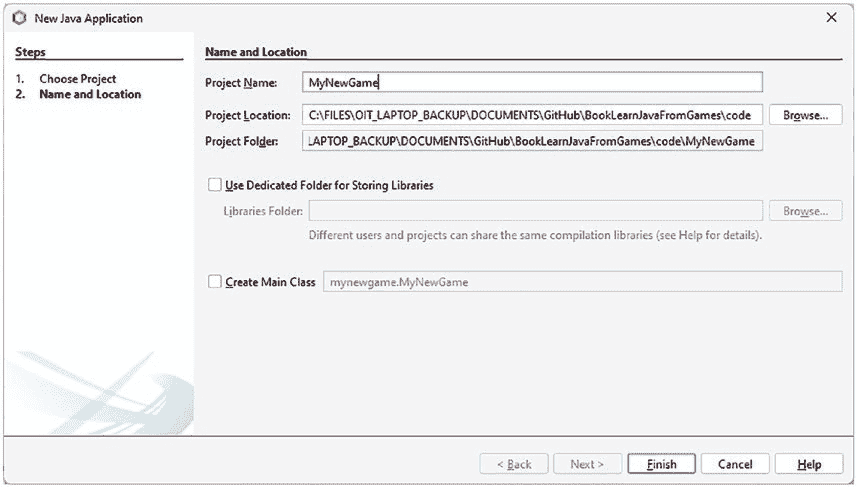 New Java Application
Steps
1. Choose Project
2. Name and Location
Name and Location
Project Name: MyNewGame
Project Location: C:\FILES\OIT_LAPTOP_BACKUP\DOCUMENTS\GitHub\BookLearnJavaFromGames\code Browse...
Project Folder: LAPTOP_BACKUP\DOCUMENTS\GitHub\BookLearnJavaFromGames\code\MyNewGame
Use Dedicated Folder for Storing Libraries
Libraries Folder: Browse...
Different users and projects can share the same compilation libraries (see Help for details).
Create Main Class mynewgame.MyNewGame
< Back Next > Finish Cancel Help